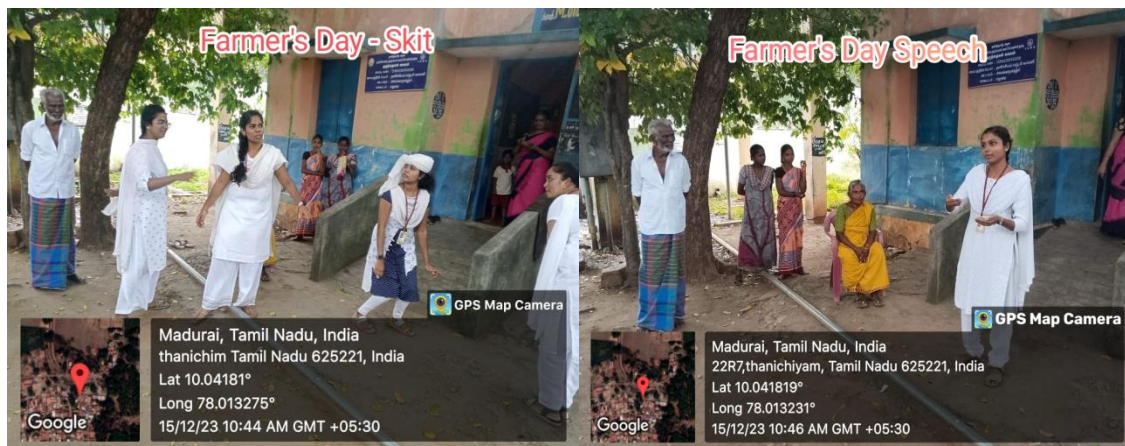 Farmer's Day - Skit
GPS Map Camera
Madurai, Tamil Nadu, India
thanichim Tamil Nadu 625221, India
Lat 10.04181°
Long 78.013275°
15/12/23 10:44 AM GMT +05:30
Google
Farmer's Day Speech
GPS Map Camera
Madurai, Tamil Nadu, India
22R7,thanichiyam, Tamil Nadu 625221, India
Lat 10.041819°
Long 78.013231°
15/12/23 10:46 AM GMT +05:30
Google